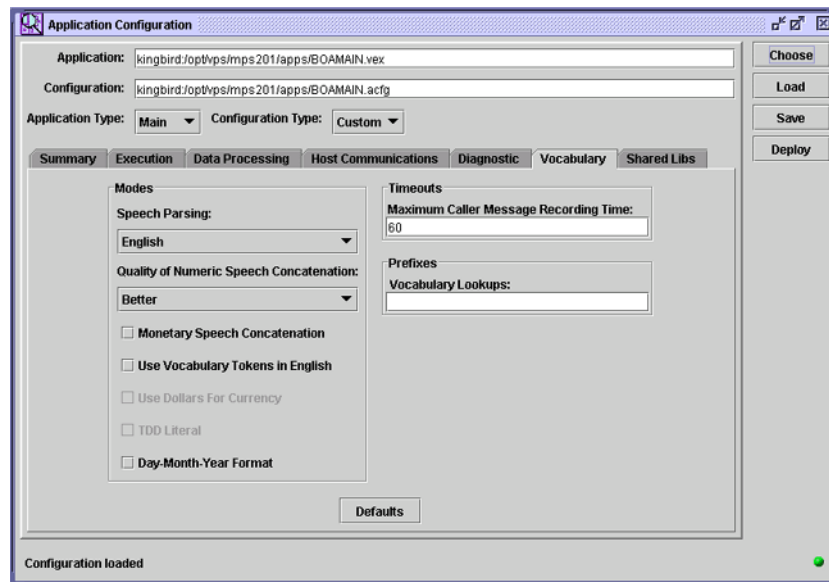 Application Configuration
Application: kingbird:/opt/vps/mps201/apps/BOAMAIN.vex
Configuration: kingbird:/opt/vps/mps201/apps/BOAMAIN.acfg
Application Type: Main Configuration Type: Custom
Choose
Load
Save
Deploy
Summary Execution Data Processing Host Communications Diagnostic Vocabulary Shared Libs
Modes
Speech Parsing:
English
Quality of Numeric Speech Concatenation:
Better
Monetary Speech Concatenation
Use Vocabulary Tokens in English
Use Dollars For Currency
TDD Literal
Day-Month-Year Format
Timeouts
Maximum Caller Message Recording Time:
60
Prefixes
Vocabulary Lookups:
Defaults
Configuration loaded